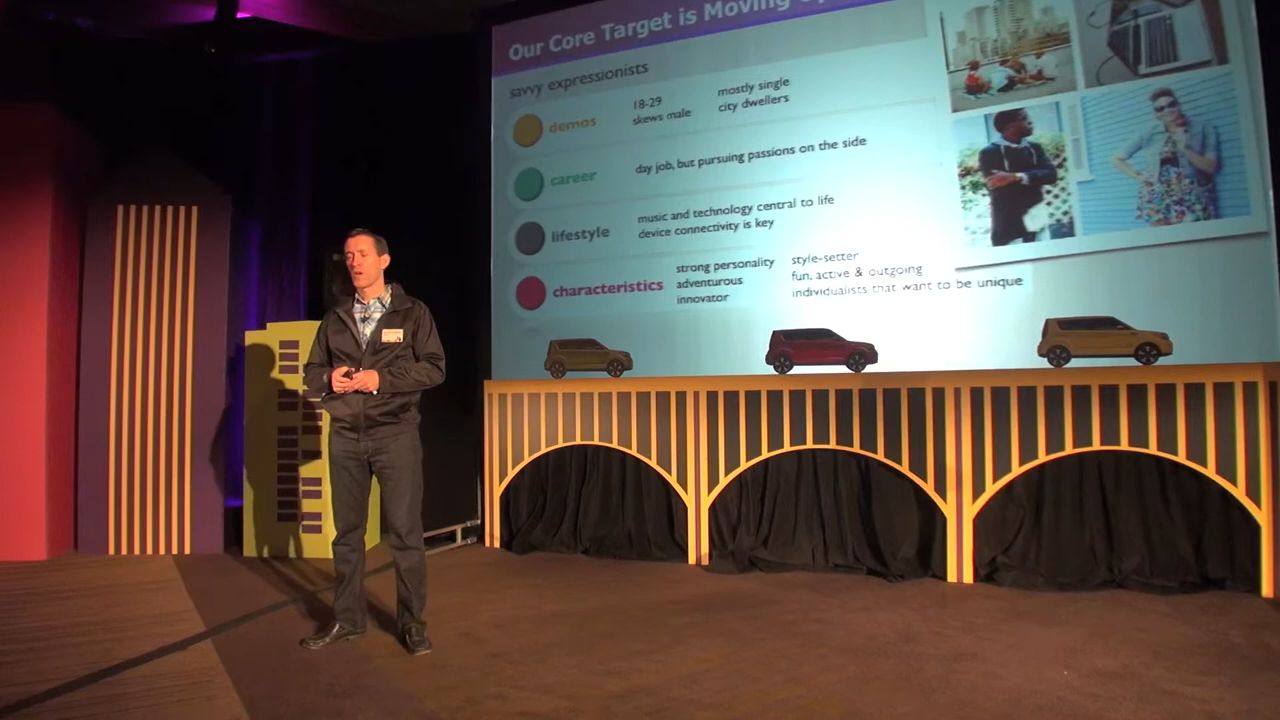 Our Core Target is Moving
savvy expressionists
demos
18-29
skews male
mostly single
city dwellers
career
day job, but pursuing passions on the side
lifestyle
music and technology central to life
device connectivity is key
characteristics
strong personality
adventurous
innovator
style-setter
fun, active & outgoing
individualists that want to be unique